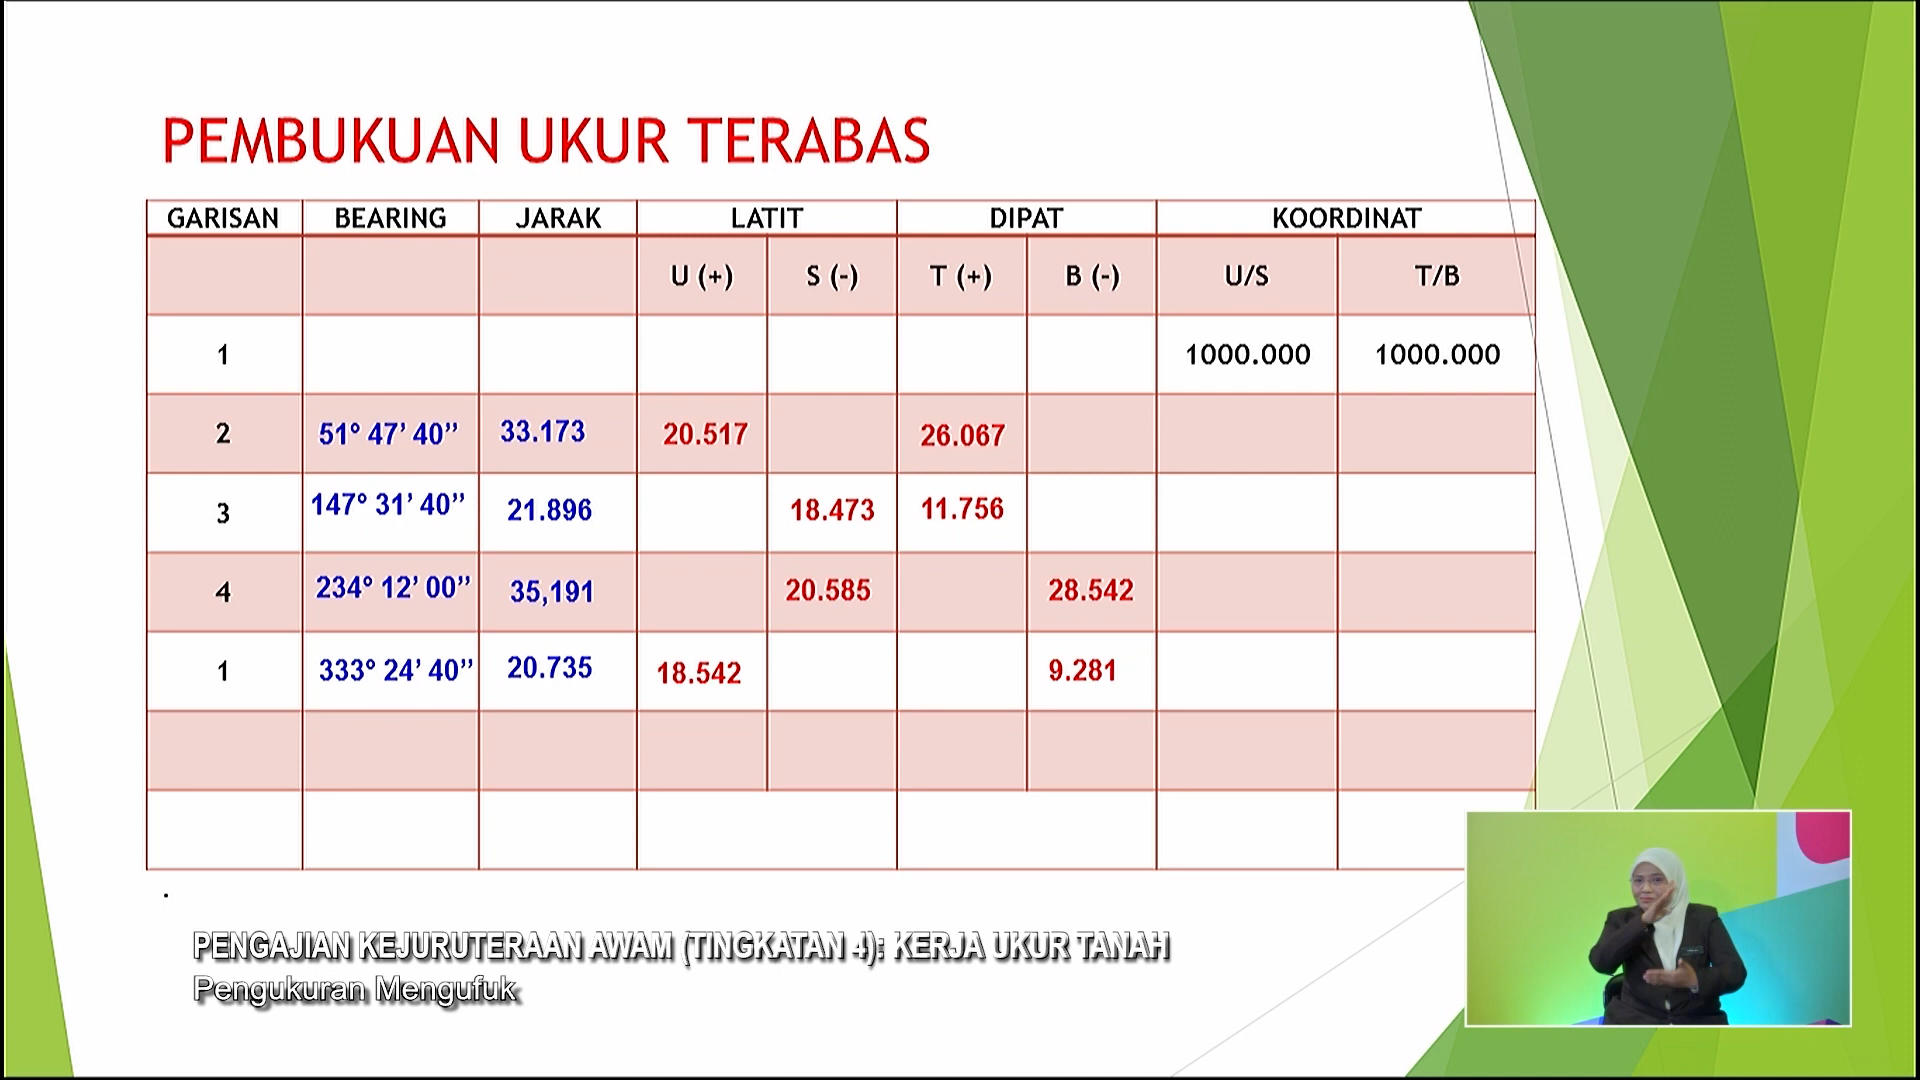 PEMBUKUAN UKUR TERABAS
GARISAN BEARING JARAK LATIT DIPAT KOORDINAT
U (+) S (-) T (+) B (-) U/S T/B
1 1000.000 1000.000
2 51° 47’ 40” 33.173 20.517 26.067
3 147° 31’ 40” 21.896 18.473 11.756
4 234° 12’ 00” 35,191 20.585 28.542
1 333° 24’ 40” 20.735 18.542 9.281
.
PENGAJIAN KEJURUTERAAN AWAM (TINGKATAN 4): KERJA UKUR TANAH
Pengukuran Mengufuk